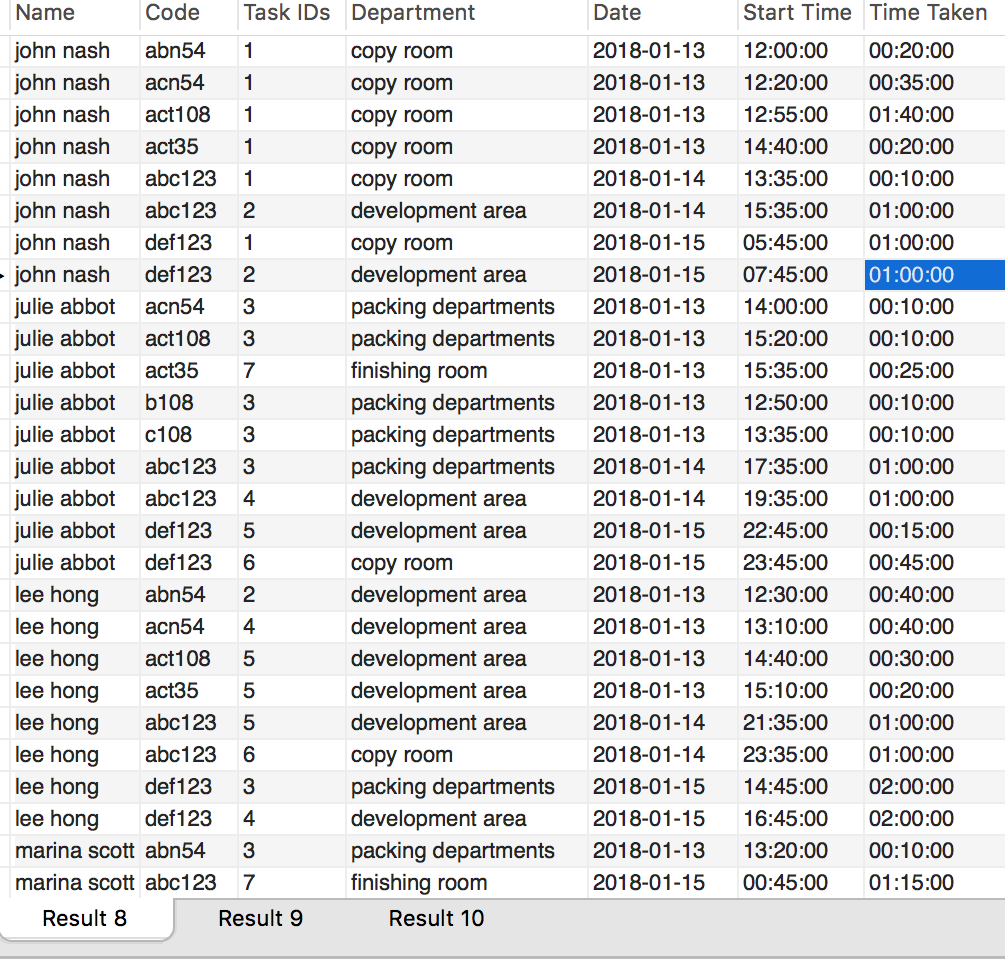 Name Code Task IDs Department Date Start Time Time Taken
john nash abn54 1 copy room 2018-01-13 12:00:00 00:20:00
john nash acn54 1 copy room 2018-01-13 12:20:00 00:35:00
john nash act108 1 copy room 2018-01-13 12:55:00 01:40:00
john nash act35 1 copy room 2018-01-13 14:40:00 00:20:00
john nash abc123 1 copy room 2018-01-14 13:35:00 00:10:00
john nash abc123 2 development area 2018-01-14 15:35:00 01:00:00
john nash def123 1 copy room 2018-01-15 05:45:00 01:00:00
john nash def123 2 development area 2018-01-15 07:45:00 01:00:00
julie abbot acn54 3 packing departments 2018-01-13 14:00:00 00:10:00
julie abbot act108 3 packing departments 2018-01-13 15:20:00 00:10:00
julie abbot act35 7 finishing room 2018-01-13 15:35:00 00:25:00
julie abbot b108 3 packing departments 2018-01-13 12:50:00 00:10:00
julie abbot c108 3 packing departments 2018-01-13 13:35:00 00:10:00
julie abbot abc123 3 packing departments 2018-01-14 17:35:00 01:00:00
julie abbot abc123 4 development area 2018-01-14 19:35:00 01:00:00
julie abbot def123 5 development area 2018-01-15 22:45:00 00:15:00
julie abbot def123 6 copy room 2018-01-15 23:45:00 00:45:00
lee hong abn54 2 development area 2018-01-13 12:30:00 00:40:00
lee hong acn54 4 development area 2018-01-13 13:10:00 00:40:00
lee hong act108 5 development area 2018-01-13 14:40:00 00:30:00
lee hong act35 5 development area 2018-01-13 15:10:00 00:20:00
lee hong abc123 5 development area 2018-01-14 21:35:00 01:00:00
lee hong abc123 6 copy room 2018-01-14 23:35:00 01:00:00
lee hong def123 3 packing departments 2018-01-15 14:45:00 02:00:00
lee hong def123 4 development area 2018-01-15 16:45:00 02:00:00
marina scott abn54 3 packing departments 2018-01-13 13:20:00 00:10:00
marina scott abc123 7 finishing room 2018-01-15 00:45:00 01:15:00
Result 8 Result 9 Result 10